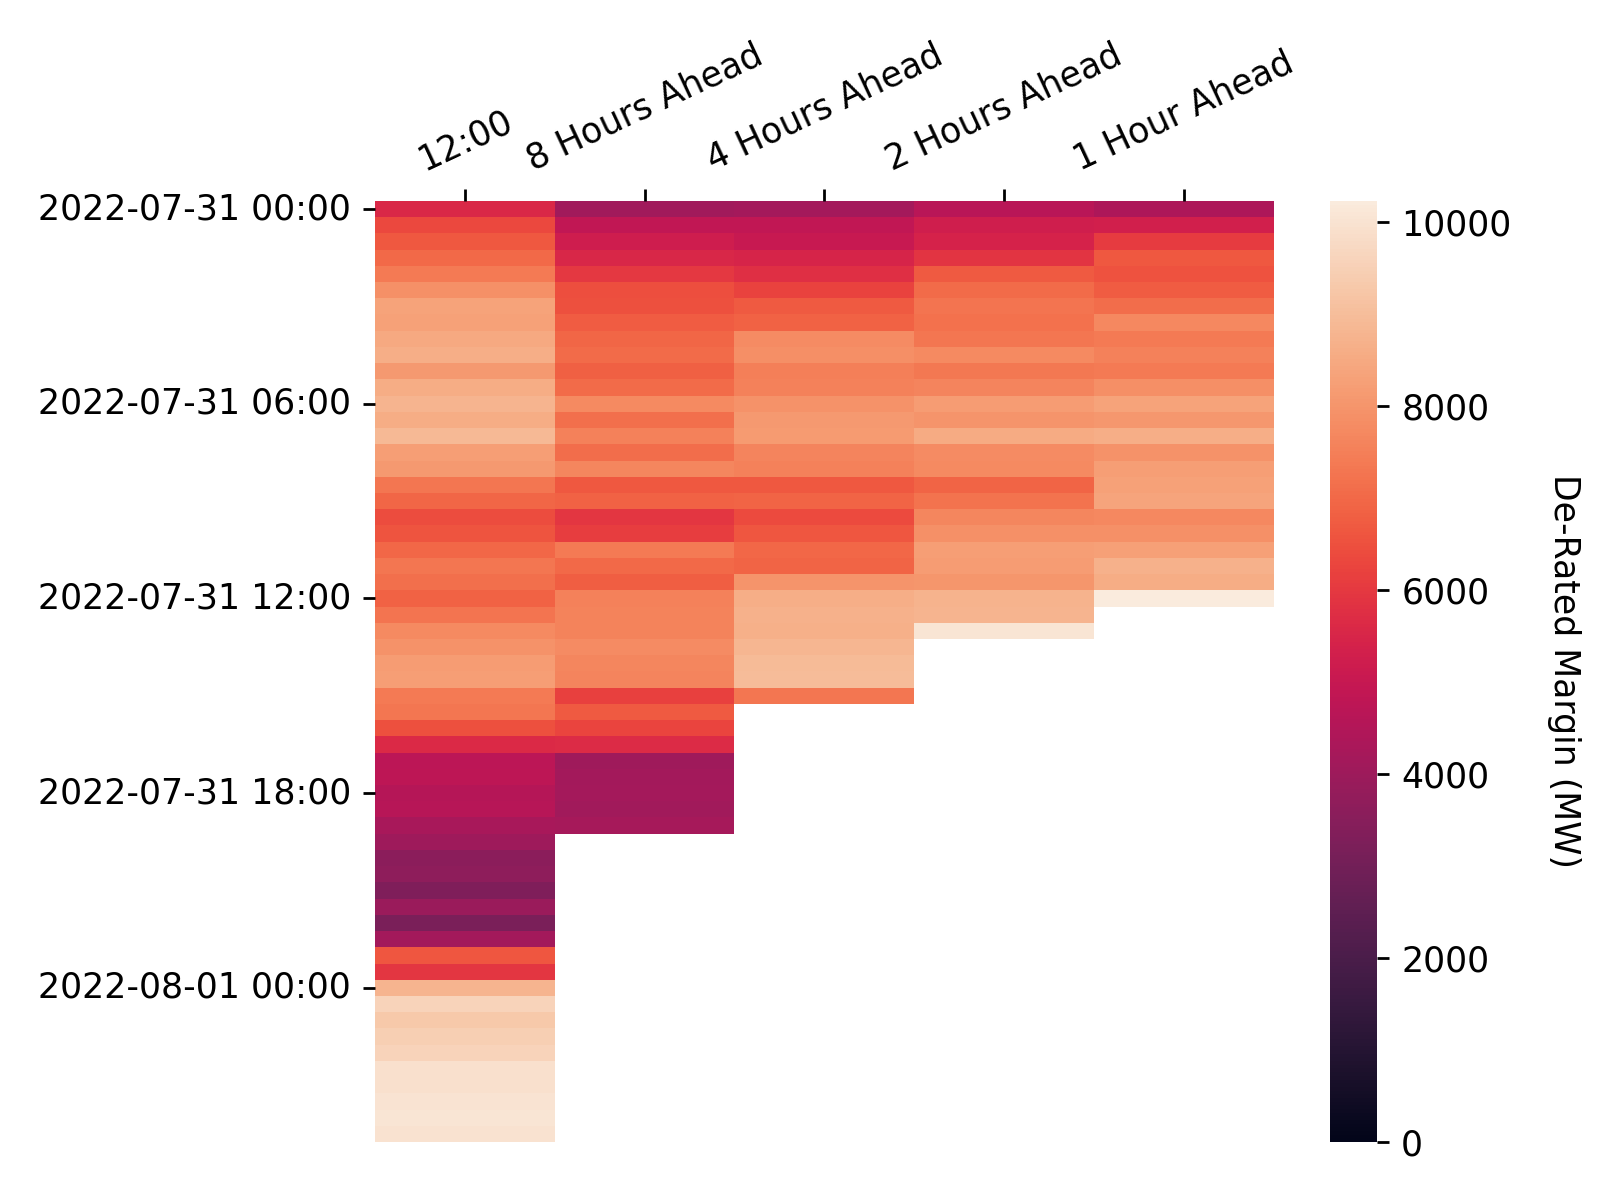 12:00
8 Hours Ahead
4 Hours Ahead
2 Hours Ahead
1 Hour Ahead
2022-07-31 00:00
2022-07-31 06:00
2022-07-31 12:00
2022-07-31 18:00
2022-08-01 00:00
10000
8000
6000
4000
2000
0
De-Rated Margin (MW)